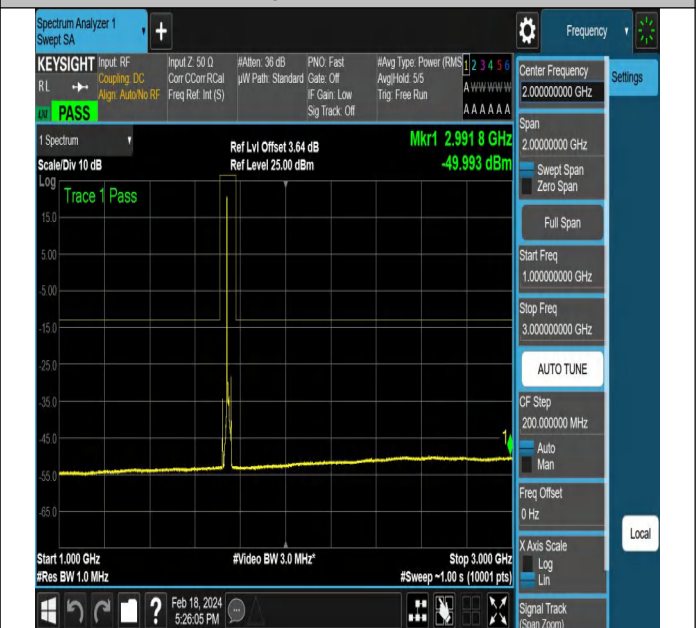 Spectrum Analyzer 1
Swept SA
+
Frequency
KEYSIGHT
RL
PASS
Input: RF
Coupling: DC
Align: Auto/No RF
Input Z: 50 Ω
Corr CCorr RCal
Freq Ref: Int (S)
#Atten: 36 dB
µW Path: Standard
PNO: Fast
Gate: Off
IF Gain: Low
Sig Track: Off
#Avg Type: Power (RMS
Avg|Hold: 5/5
Trig: Free Run
1 2 3 4 5 6
A W W W W W
A A A A A A
1 Spectrum
Scale/Div 10 dB
Log
Ref Lvl Offset 3.64 dB
Ref Level 25.00 dBm
Mkr1 2.991 8 GHz
-49.993 dBm
Trace 1 Pass
15.0
5.00
-5.00
-15.0
-25.0
-35.0
-45.0
-55.0
-65.0
1
Start 1.000 GHz
#Res BW 1.0 MHz
#Video BW 3.0 MHz*
Stop 3.000 GHz
#Sweep ~1.00 s (10001 pts)
?
Feb 18, 2024
5:26:05 PM
Center Frequency
2.000000000 GHz
Settings
Span
2.00000000 GHz
Swept Span
Zero Span
Full Span
Start Freq
1.000000000 GHz
Stop Freq
3.000000000 GHz
AUTO TUNE
CF Step
200.000000 MHz
Auto
Man
Freq Offset
0 Hz
X Axis Scale
Log
Lin
Local
Signal Track
(Span Zoom)